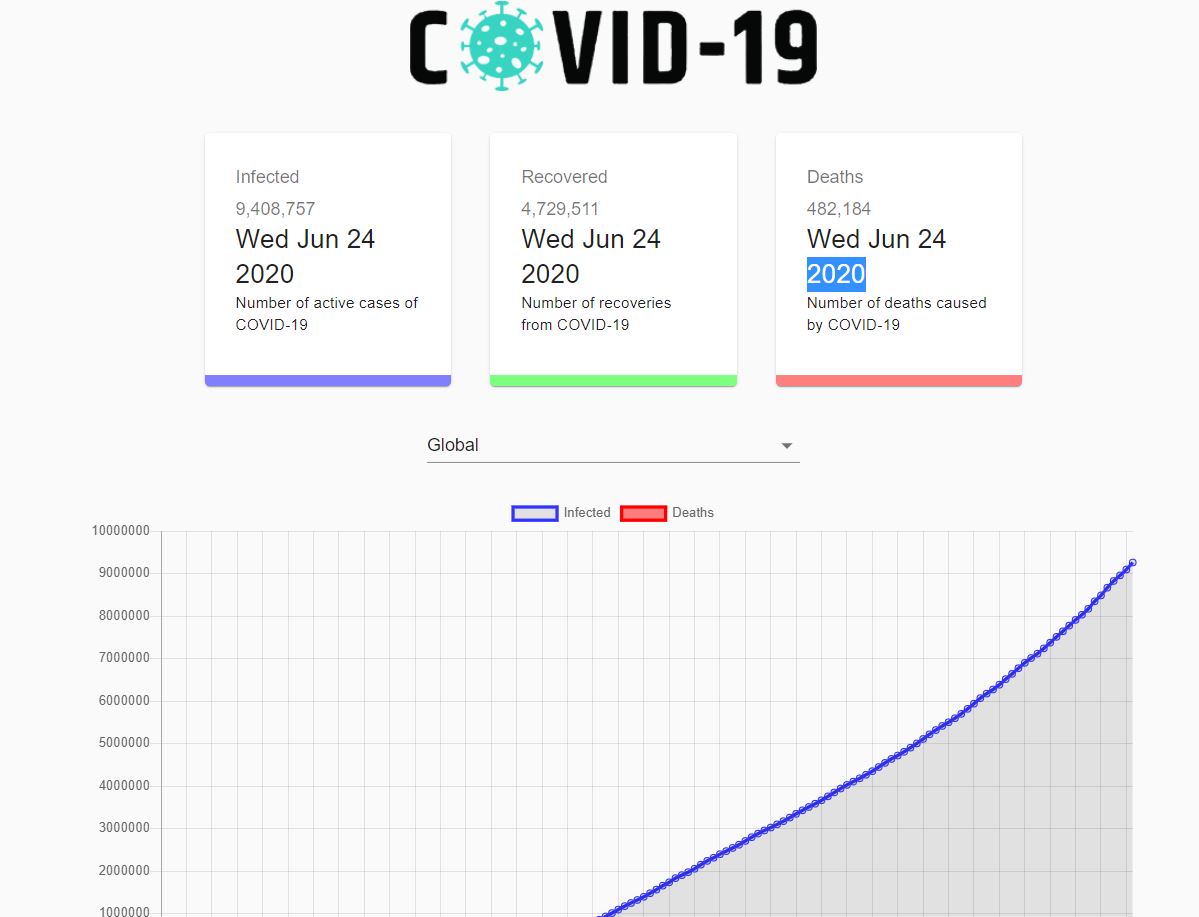 COVID-19
Infected
9,408,757
Wed Jun 24
2020
Number of active cases of
COVID-19
Recovered
4,729,511
Wed Jun 24
2020
Number of recoveries
from COVID-19
Deaths
482,184
Wed Jun 24
2020
Number of deaths caused
by COVID-19
Global
Infected Deaths
10000000
9000000
8000000
7000000
6000000
5000000
4000000
3000000
2000000
1000000